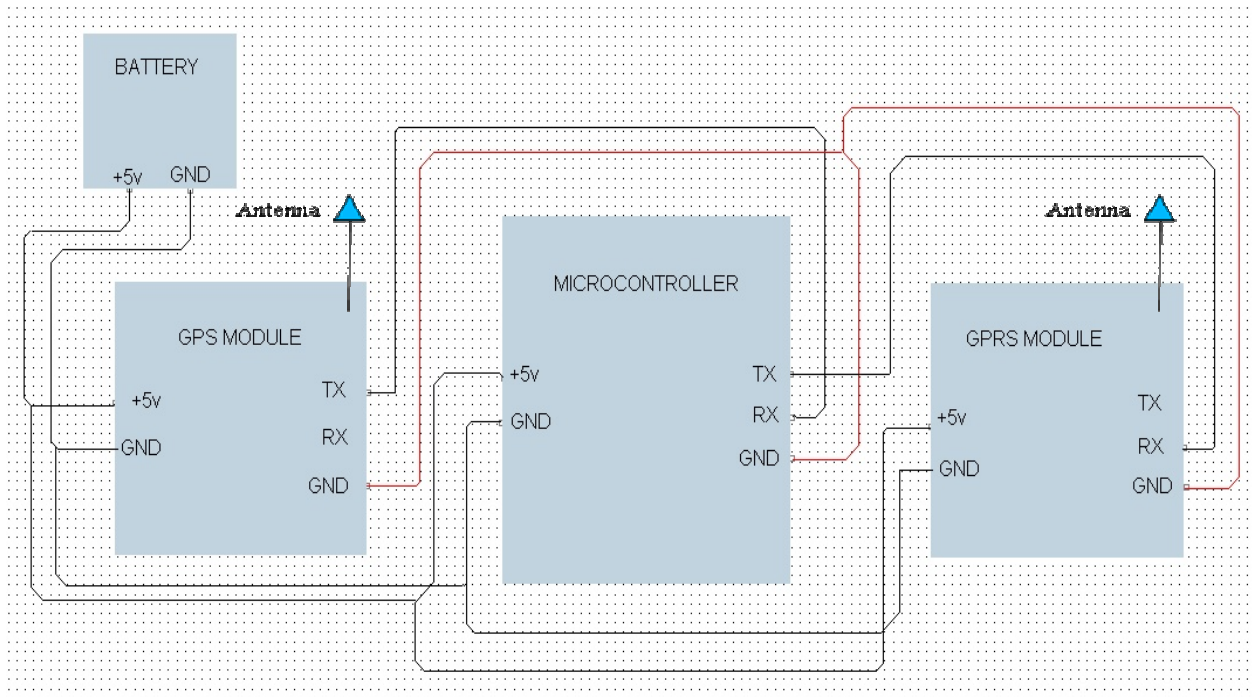 BATTERY
+5v GND
Antenna
GPS MODULE
TX
+5v
RX
GND
GND
MICROCONTROLLER
+5v
TX
GND
RX
GND
Antenna
GPRS MODULE
TX
+5v
RX
GND
GND